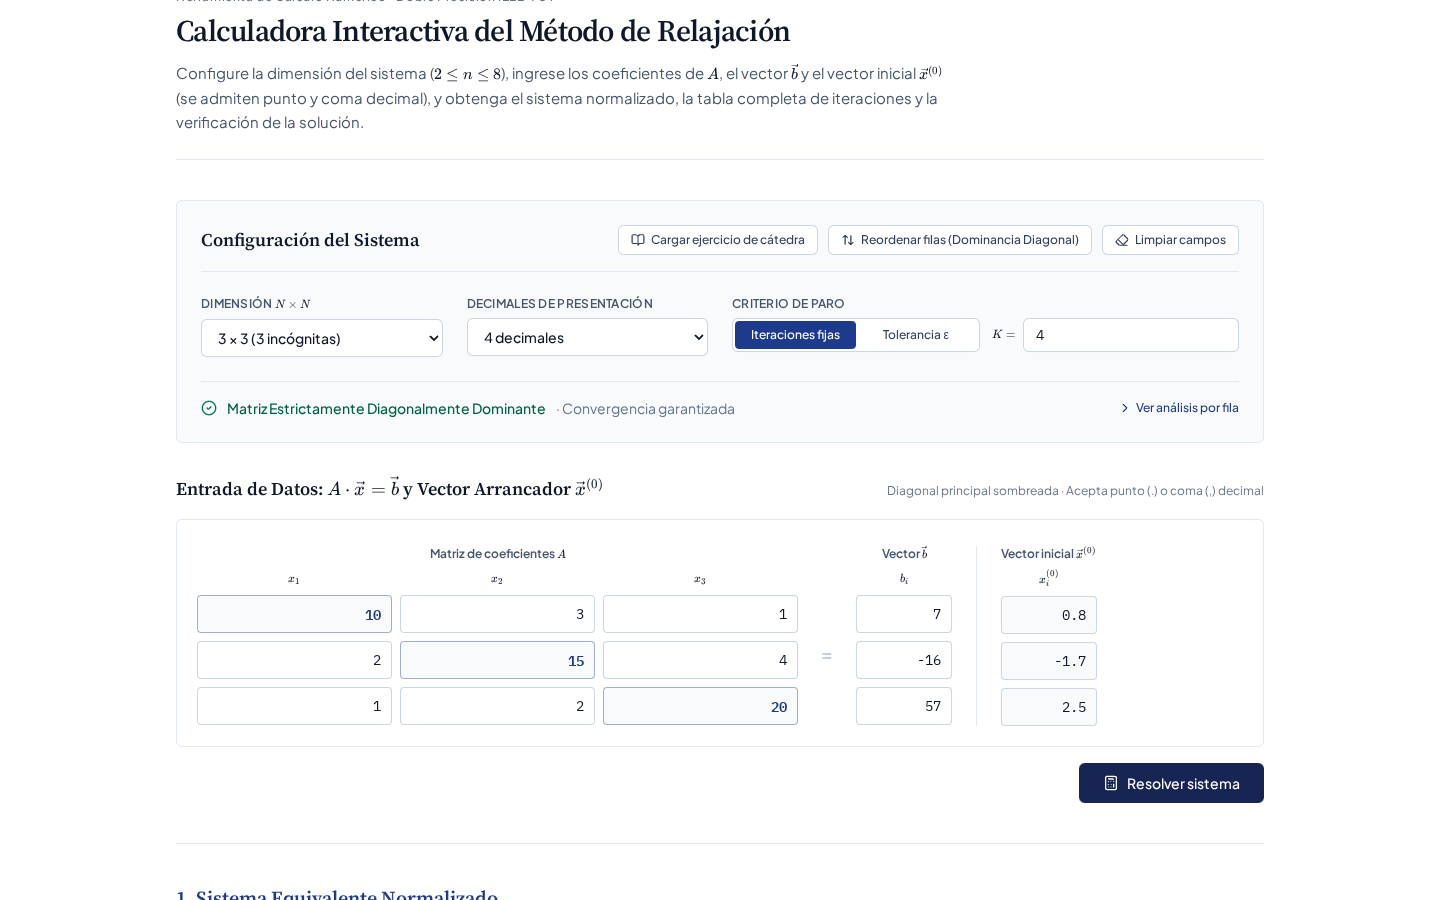 Calculadora Interactiva del Método de Relajación
Configure la dimensión del sistema (2 ≤ n ≤ 8), ingrese los coeficientes de A, el vector b⃗ y el vector inicial x⃗⁽⁰⁾
(se admiten punto y coma decimal), y obtenga el sistema normalizado, la tabla completa de iteraciones y la
verificación de la solución.
Configuración del Sistema
Cargar ejercicio de cátedra
Reordenar filas (Dominancia Diagonal)
Limpiar campos
DIMENSIÓN N × N
DECIMALES DE PRESENTACIÓN
CRITERIO DE PARO
3 × 3 (3 incógnitas)
4 decimales
Iteraciones fijas
Tolerancia ε
K = 4
Matriz Estrictamente Diagonalmente Dominante · Convergencia garantizada
Ver análisis por fila
Entrada de Datos: A · x⃗ = b⃗ y Vector Arrancador x⃗⁽⁰⁾
Diagonal principal sombreada · Acepta punto (.) o coma (,) decimal
Matriz de coeficientes A
Vector b⃗
Vector inicial x⃗⁽⁰⁾
x₁ x₂ x₃ bᵢ xᵢ⁽⁰⁾
10 3 1 7 0.8
2 15 4 = -16 -1.7
1 2 20 57 2.5
Resolver sistema
1. Sistema Equivalente Normalizado